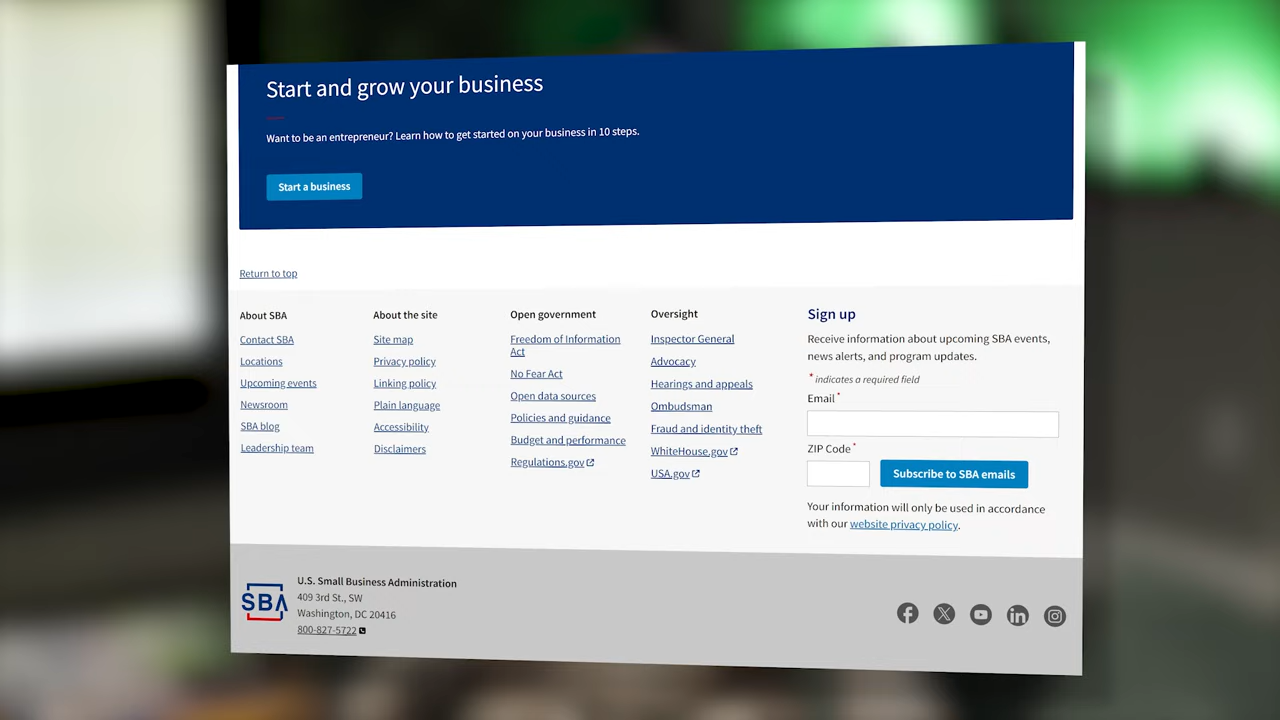 Start and grow your business
Want to be an entrepreneur? Learn how to get started on your business in 10 steps.
Start a business
Return to top
About SBA
Contact SBA
Locations
Upcoming events
Newsroom
SBA blog
Leadership team
About the site
Site map
Privacy policy
Linking policy
Plain language
Accessibility
Disclaimers
Open government
Freedom of Information
Act
No Fear Act
Open data sources
Policies and guidance
Budget and performance
Regulations.gov
Oversight
Inspector General
Advocacy
Hearings and appeals
Ombudsman
Fraud and identity theft
WhiteHouse.gov
USA.gov
Sign up
Receive information about upcoming SBA events,
news alerts, and program updates.
* indicates a required field
Email *
ZIP Code *
Subscribe to SBA emails
Your information will only be used in accordance
with our website privacy policy.
SBA
U.S. Small Business Administration
409 3rd St., SW
Washington, DC 20416
800-827-5722